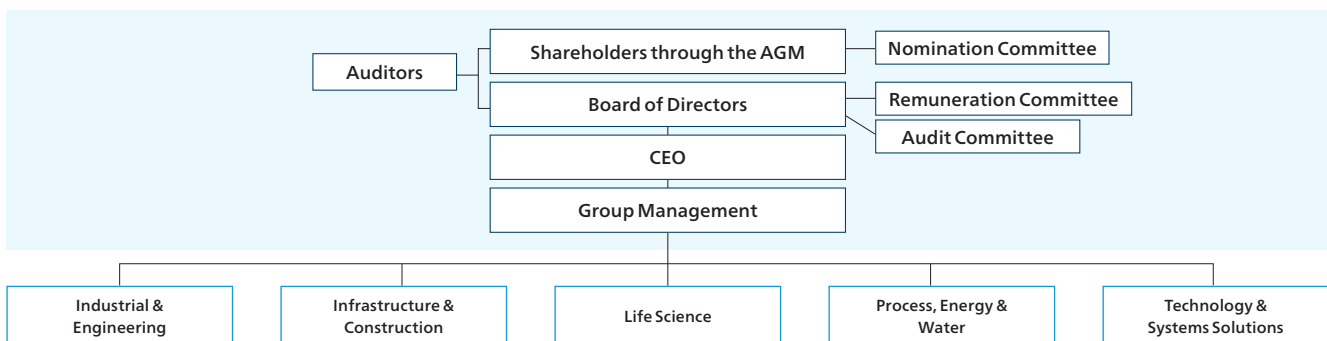 Shareholders through the AGM
Nomination Committee
Auditors
Board of Directors
Remuneration Committee
Audit Committee
CEO
Group Management
Industrial &
Engineering
Infrastructure &
Construction
Life Science
Process, Energy &
Water
Technology &
Systems Solutions